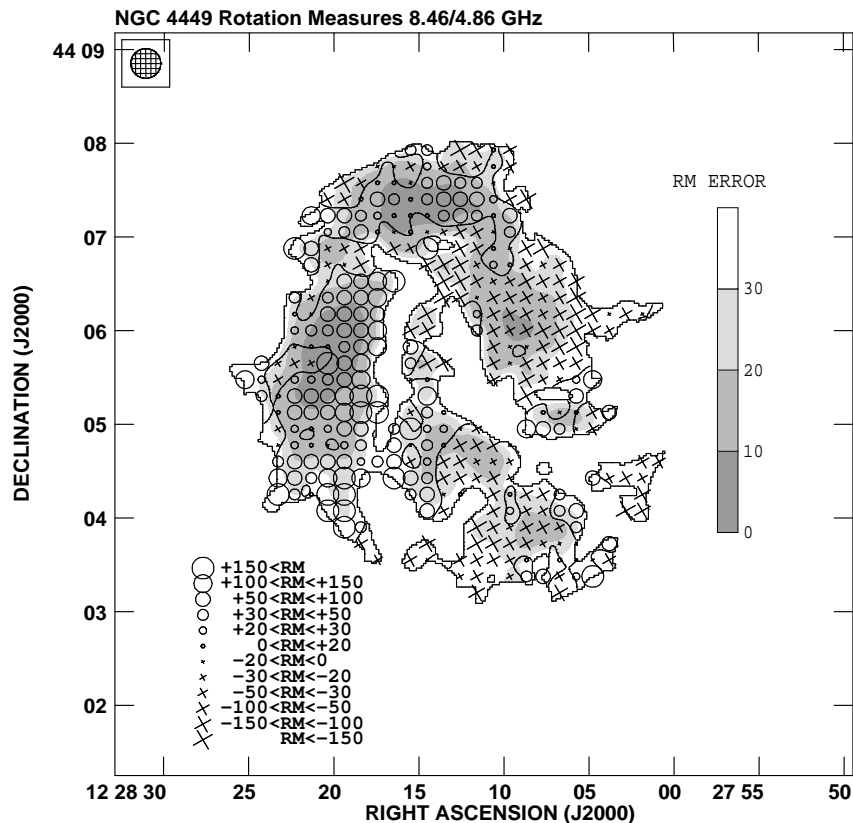 NGC 4449 Rotation Measures 8.46/4.86 GHz
44 09
08
07
06
05
04
03
02
DECLINATION (J2000)
RM ERROR
30
20
10
0
+150<RM
+100<RM<+150
+50<RM<+100
+30<RM<+50
+20<RM<+30
0<RM<+20
−20<RM<0
−30<RM<−20
−50<RM<−30
−100<RM<−50
−150<RM<−100
RM<−150
12 28 30 25 20 15 10 05 00 27 55 50
RIGHT ASCENSION (J2000)